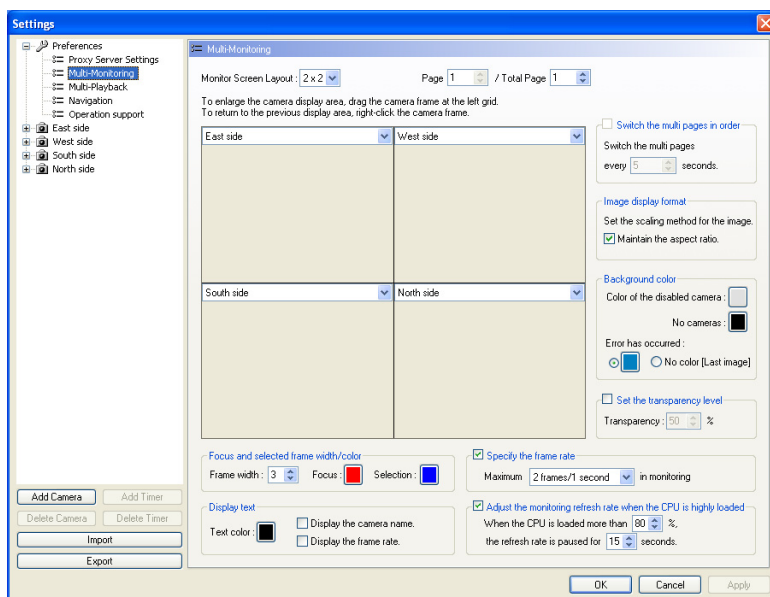 Settings
Preferences
Proxy Server Settings
Multi-Monitoring
Multi-Playback
Navigation
Operation support
East side
West side
South side
North side
Add Camera
Add Timer
Delete Camera
Delete Timer
Import
Export
Multi-Monitoring
Monitor Screen Layout : 2 x 2
Page 1 / Total Page 1
To enlarge the camera display area, drag the camera frame at the left grid.
To return to the previous display area, right-click the camera frame.
East side
West side
South side
North side
Switch the multi pages in order
Switch the multi pages
every 5 seconds.
Image display format
Set the scaling method for the image.
Maintain the aspect ratio.
Background color
Color of the disabled camera :
No cameras :
Error has occurred :
No color [Last image]
Set the transparency level
Transparency : 50 %
Focus and selected frame width/color
Frame width : 3 Focus : Selection :
Specify the frame rate
Maximum 2 frames/1 second in monitoring
Display text
Text color :
Display the camera name.
Display the frame rate.
Adjust the monitoring refresh rate when the CPU is highly loaded
When the CPU is loaded more than 80 %,
the refresh rate is paused for 15 seconds.
OK
Cancel
Apply